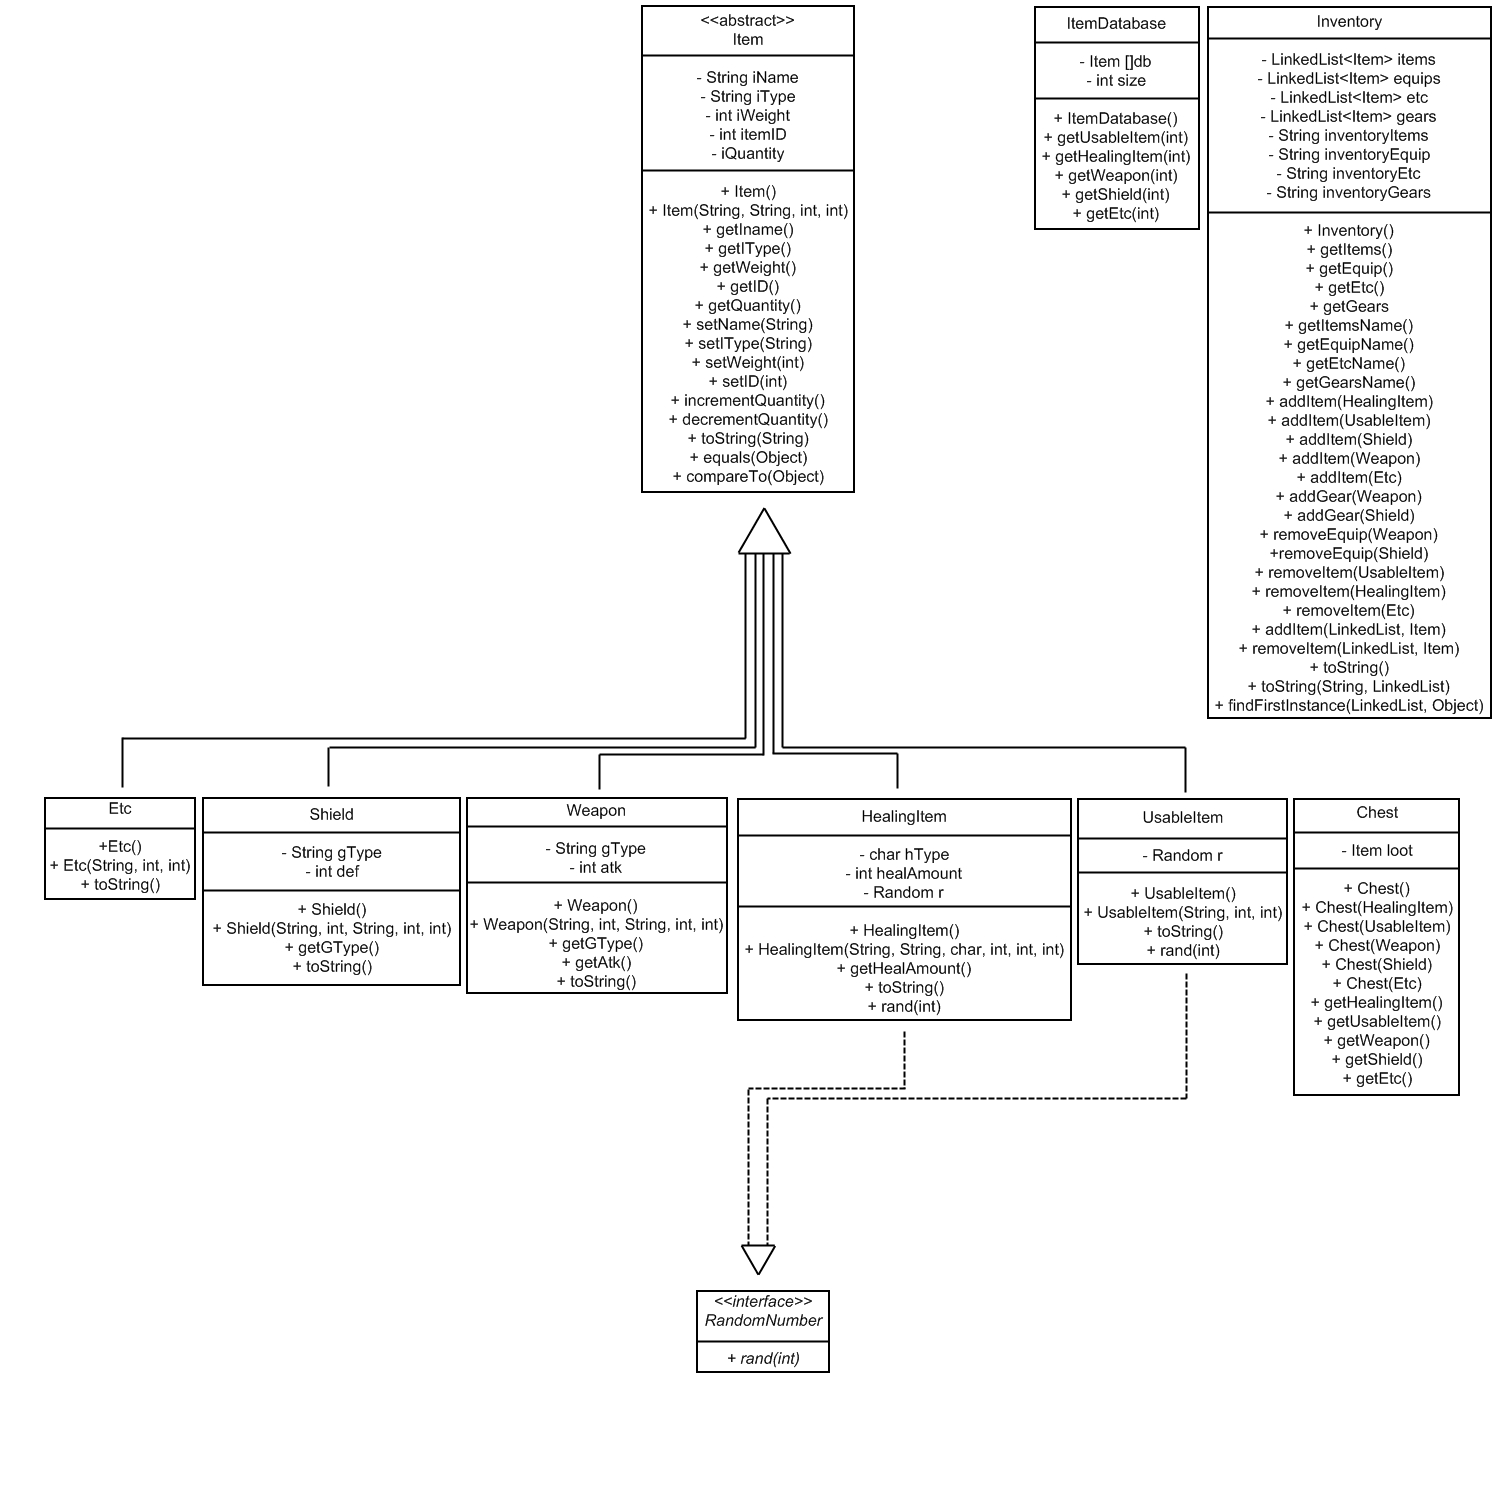 <<abstract>>
Item
- String iName
- String iType
- int iWeight
- int itemID
- iQuantity
+ Item()
+ Item(String, String, int, int)
+ getIname()
+ getIType()
+ getWeight()
+ getID()
+ getQuantity()
+ setName(String)
+ setIType(String)
+ setWeight(int)
+ setID(int)
+ incrementQuantity()
+ decrementQuantity()
+ toString(String)
+ equals(Object)
+ compareTo(Object)
ItemDatabase
- Item []db
- int size
+ ItemDatabase()
+ getUsableItem(int)
+ getHealingItem(int)
+ getWeapon(int)
+ getShield(int)
+ getEtc(int)
Inventory
- LinkedList<Item> items
- LinkedList<Item> equips
- LinkedList<Item> etc
- LinkedList<Item> gears
- String inventoryItems
- String inventoryEquip
- String inventoryEtc
- String inventoryGears
+ Inventory()
+ getItems()
+ getEquip()
+ getEtc()
+ getGears
+ getItemsName()
+ getEquipName()
+ getEtcName()
+ getGearsName()
+ addItem(HealingItem)
+ addItem(UsableItem)
+ addItem(Shield)
+ addItem(Weapon)
+ addItem(Etc)
+ addGear(Weapon)
+ addGear(Shield)
+ removeEquip(Weapon)
+removeEquip(Shield)
+ removeItem(UsableItem)
+ removeItem(HealingItem)
+ removeItem(Etc)
+ addItem(LinkedList, Item)
+ removeItem(LinkedList, Item)
+ toString()
+ toString(String, LinkedList)
+ findFirstInstance(LinkedList, Object)
Etc
+Etc()
+ Etc(String, int, int)
+ toString()
Shield
- String gType
- int def
+ Shield()
+ Shield(String, int, String, int, int)
+ getGType()
+ toString()
Weapon
- String gType
- int atk
+ Weapon()
+ Weapon(String, int, String, int, int)
+ getGType()
+ getAtk()
+ toString()
HealingItem
- char hType
- int healAmount
- Random r
+ HealingItem()
+ HealingItem(String, String, char, int, int, int)
+ getHealAmount()
+ toString()
+ rand(int)
UsableItem
- Random r
+ UsableItem()
+ UsableItem(String, int, int)
+ toString()
+ rand(int)
Chest
- Item loot
+ Chest()
+ Chest(HealingItem)
+ Chest(UsableItem)
+ Chest(Weapon)
+ Chest(Shield)
+ Chest(Etc)
+ getHealingItem()
+ getUsableItem()
+ getWeapon()
+ getShield()
+ getEtc()
<<interface>>
RandomNumber
+ rand(int)